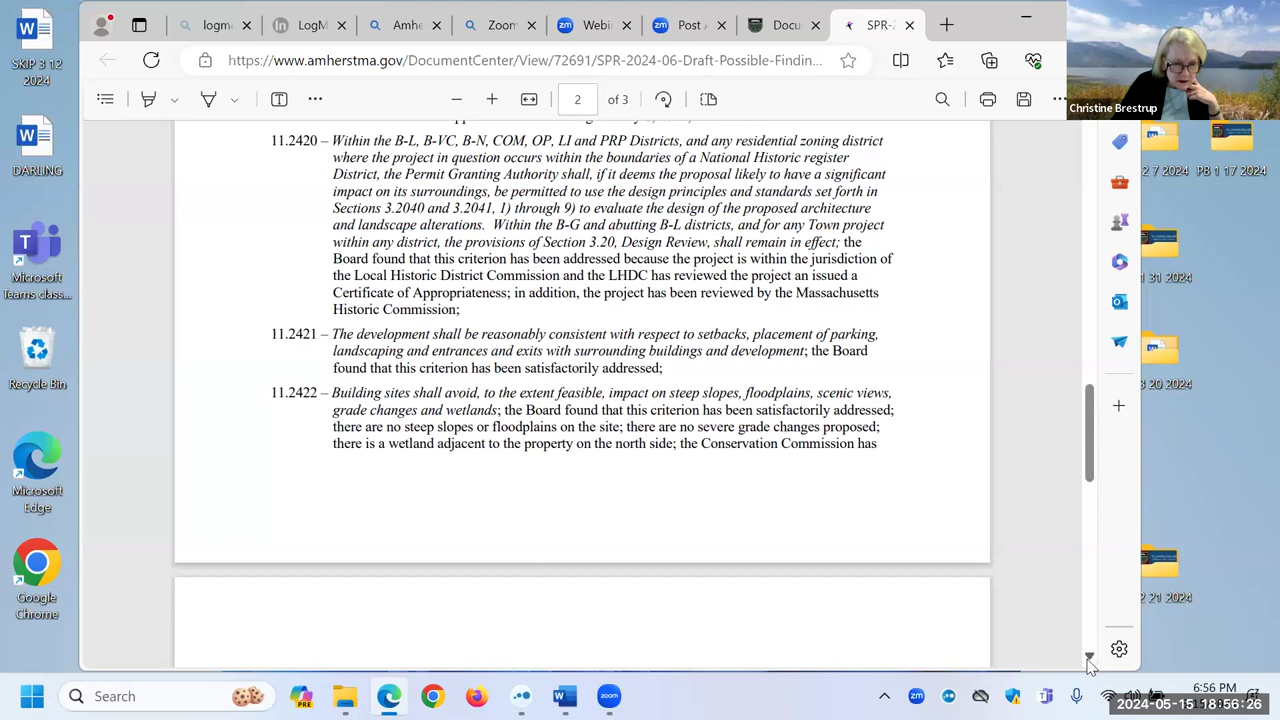 SKIP 3 12
2024
DARLING
Microsoft
Teams class...
Recycle Bin
Microsoft
Edge
Google
Chrome
logm
LogM
Amhe
Zoom
Webin
Post A
Docu
SPR-2
https://www.amherstma.gov/DocumentCenter/View/72691/SPR-2024-06-Draft-Possible-Findin...
2 of 3
Christine Brestrup
2 7 2024
PB 1 17 2024
1 31 2024
3 20 2024
2 21 2024
11.2420 – Within the B-L, B-VC, B-N, COM, OP, LI and PRP Districts, and any residential zoning district
where the project in question occurs within the boundaries of a National Historic register
District, the Permit Granting Authority shall, if it deems the proposal likely to have a significant
impact on its surroundings, be permitted to use the design principles and standards set forth in
Sections 3.2040 and 3.2041, 1) through 9) to evaluate the design of the proposed architecture
and landscape alterations. Within the B-G and abutting B-L districts, and for any Town project
within any district, the provisions of Section 3.20, Design Review, shall remain in effect; the
Board found that this criterion has been addressed because the project is within the jurisdiction of
the Local Historic District Commission and the LHDC has reviewed the project an issued a
Certificate of Appropriateness; in addition, the project has been reviewed by the Massachusetts
Historic Commission;
11.2421 – The development shall be reasonably consistent with respect to setbacks, placement of parking,
landscaping and entrances and exits with surrounding buildings and development; the Board
found that this criterion has been satisfactorily addressed;
11.2422 – Building sites shall avoid, to the extent feasible, impact on steep slopes, floodplains, scenic views,
grade changes and wetlands; the Board found that this criterion has been satisfactorily addressed;
there are no steep slopes or floodplains on the site; there are no severe grade changes proposed;
there is a wetland adjacent to the property on the north side; the Conservation Commission has
Search
PRE
zoom
zm
6:56 PM
2024-05-15 18:56:26